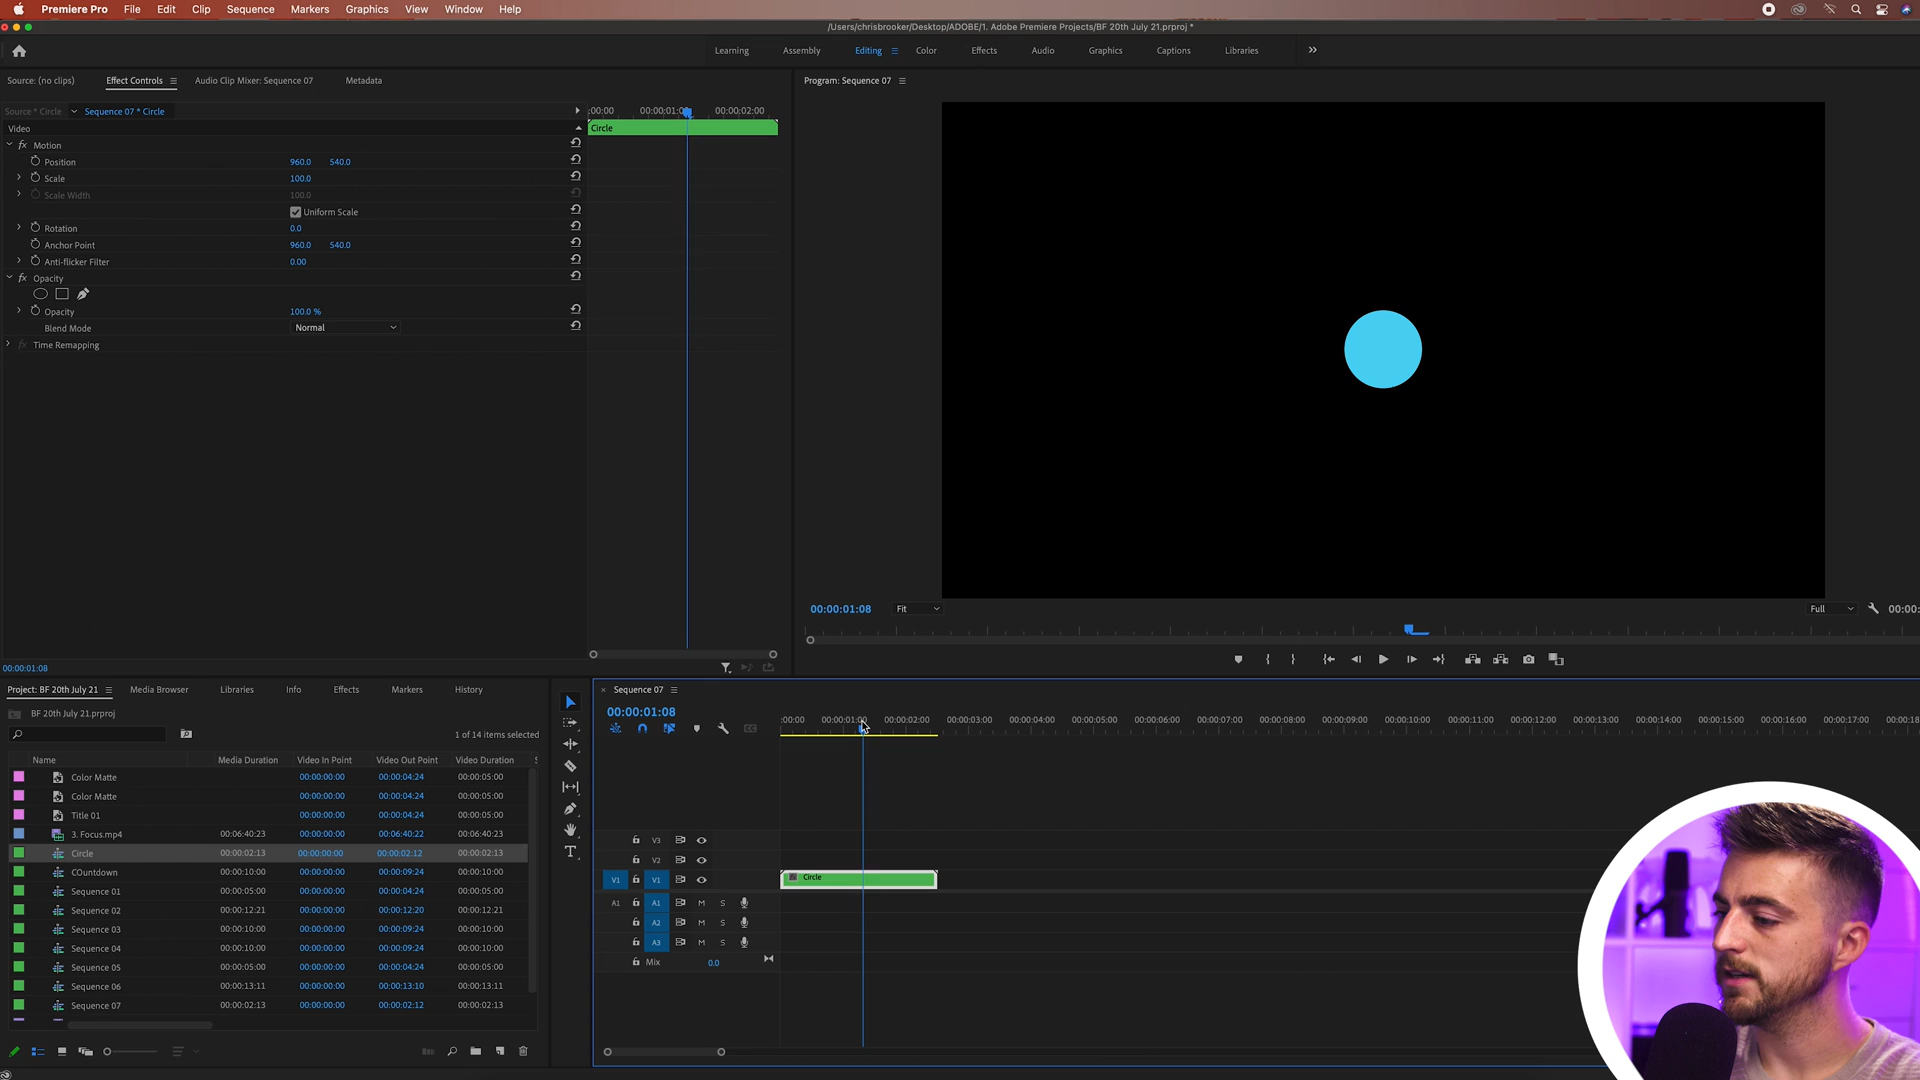 Premiere Pro File Edit Clip Sequence Markers Graphics View Window Help
/Users/chrisbrooker/Desktop/ADOBE/1. Adobe Premiere Projects/BF 20th July 21.prproj *
Learning Assembly Editing Color Effects Audio Graphics Captions Libraries
Source: (no clips) Effect Controls Audio Clip Mixer: Sequence 07 Metadata
Program: Sequence 07
Source * Circle Sequence 07 * Circle
:00:00 00:00:01:00 00:00:02:00
Video
Circle
Motion
Position 960.0 540.0
Scale 100.0
Scale Width 100.0
Uniform Scale
Rotation 0.0
Anchor Point 960.0 540.0
Anti-flicker Filter 0.00
Opacity
Opacity 100.0 %
Blend Mode Normal
Time Remapping
00:00:01:08 Fit Full 00:00:
00:00:01:08
Project: BF 20th July 21 Media Browser Libraries Info Effects Markers History
BF 20th July 21.prproj
1 of 14 items selected
Name Media Duration Video In Point Video Out Point Video Duration S
Color Matte 00:00:00:00 00:00:04:24 00:00:05:00
Color Matte 00:00:00:00 00:00:04:24 00:00:05:00
Title 01 00:00:00:00 00:00:04:24 00:00:05:00
3. Focus.mp4 00:06:40:23 00:00:00:00 00:06:40:22 00:06:40:23
Circle 00:00:02:13 00:00:00:00 00:00:02:12 00:00:02:13
COuntdown 00:00:10:00 00:00:00:00 00:00:09:24 00:00:10:00
Sequence 01 00:00:05:00 00:00:00:00 00:00:04:24 00:00:05:00
Sequence 02 00:00:12:21 00:00:00:00 00:00:12:20 00:00:12:21
Sequence 03 00:00:10:00 00:00:00:00 00:00:09:24 00:00:10:00
Sequence 04 00:00:10:00 00:00:00:00 00:00:09:24 00:00:10:00
Sequence 05 00:00:05:00 00:00:00:00 00:00:04:24 00:00:05:00
Sequence 06 00:00:13:11 00:00:00:00 00:00:13:10 00:00:13:11
Sequence 07 00:00:02:13 00:00:00:00 00:00:02:12 00:00:02:13
Sequence 07
00:00:01:08
:00:00 00:00:01:00 00:00:02:00 00:00:03:00 00:00:04:00 00:00:05:00 00:00:06:00 00:00:07:00 00:00:08:00 00:00:09:00 00:00:10:00 00:00:11:00 00:00:12:00 00:00:13:00 00:00:14:00 00:00:15:00 00:00:16:00 00:00:17:00 00:00:18
V3
V2
V1 V1 Circle
A1 A1 M S
A2 M S
A3 M S
Mix 0.0